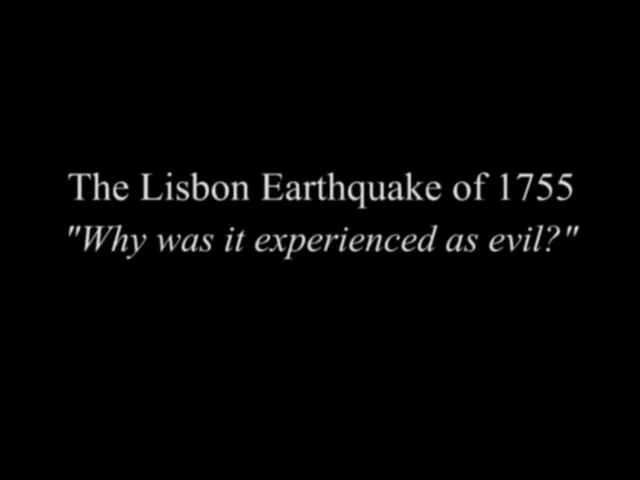 The Lisbon Earthquake of 1755
"Why was it experienced as evil?"